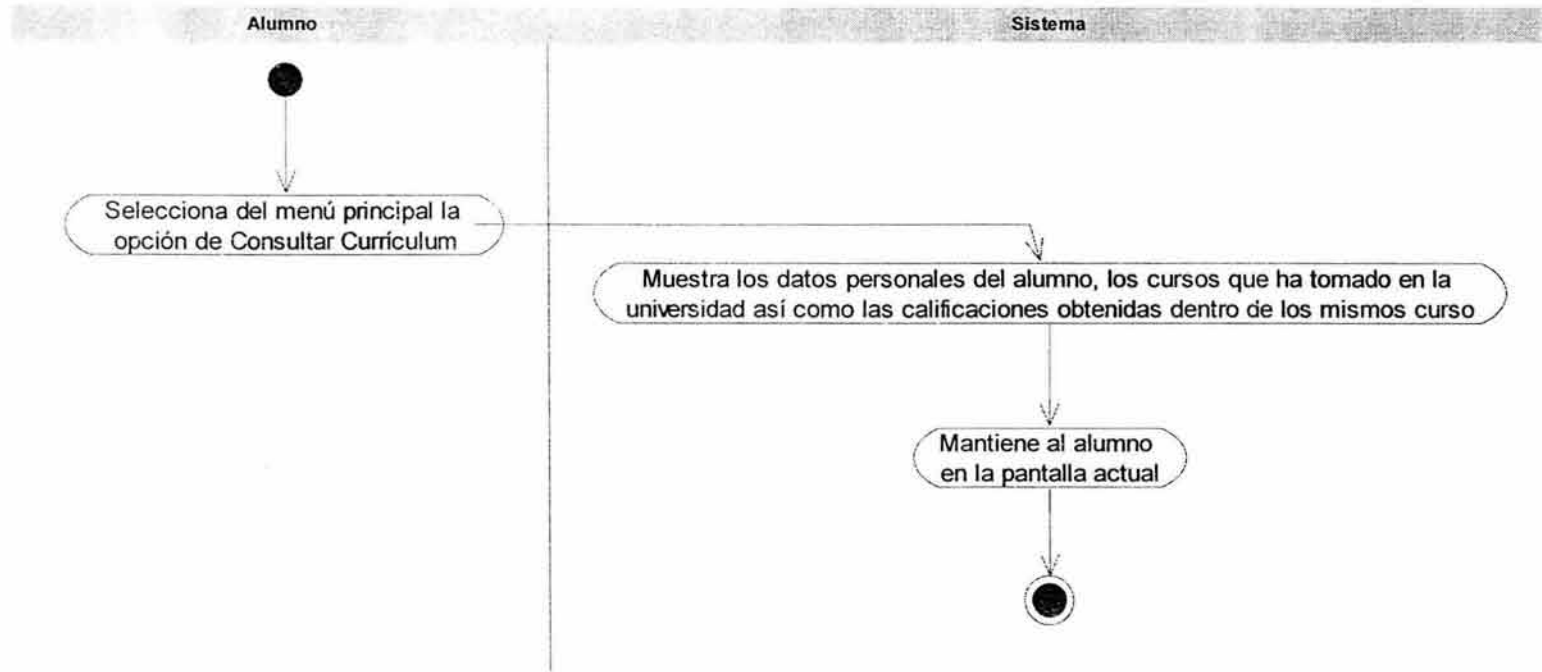 Alumno
Sistema
Selecciona del menú principal la
opción de Consultar Currículum
Muestra los datos personales del alumno, los cursos que ha tomado en la
universidad así como las calificaciones obtenidas dentro de los mismos curso
Mantiene al alumno
en la pantalla actual